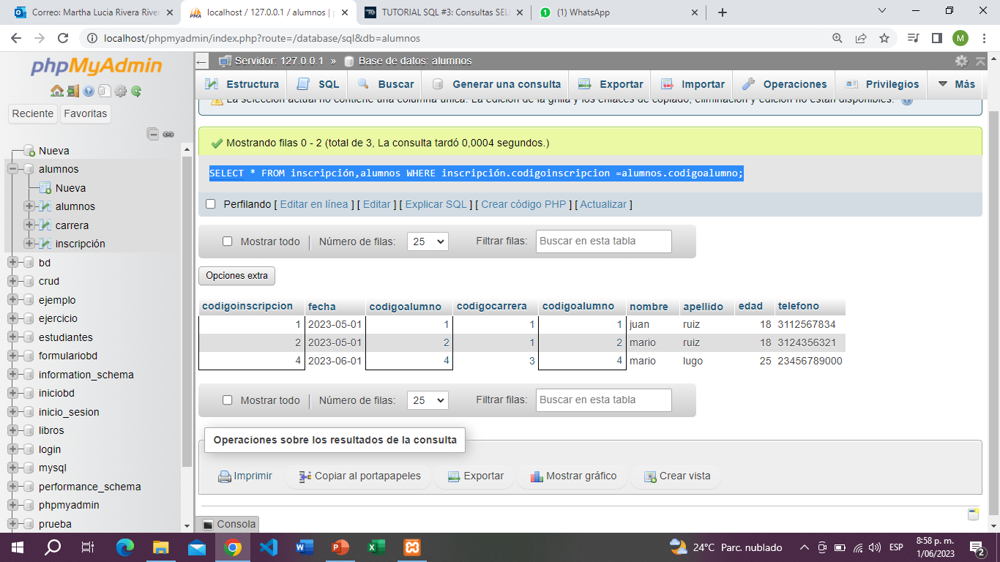 Correo: Martha Lucia Rivera River
localhost / 127.0.0.1 / alumnos | p
TUTORIAL SQL #3: Consultas SEL
(1) WhatsApp
localhost/phpmyadmin/index.php?route=/database/sql&db=alumnos
M
phpMyAdmin
Servidor: 127.0.0.1 » Base de datos: alumnos
Estructura
SQL
Buscar
Generar una consulta
Exportar
Importar
Operaciones
Privilegios
Más
La selección actual no contiene una columna única. La edición de la grilla y los enlaces de copiado, eliminación y edición no están disponibles.
Reciente
Favoritas
Nueva
alumnos
Nueva
alumnos
carrera
inscripción
bd
crud
ejemplo
ejercicio
estudiantes
formulariobd
information_schema
iniciobd
inicio_sesion
libros
login
mysql
performance_schema
phpmyadmin
prueba
Mostrando filas 0 - 2 (total de 3, La consulta tardó 0,0004 segundos.)
SELECT * FROM inscripción,alumnos WHERE inscripción.codigoinscripcion =alumnos.codigoalumno;
Perfilando [ Editar en línea ] [ Editar ] [ Explicar SQL ] [ Crear código PHP ] [ Actualizar ]
Mostrar todo | Número de filas: 25 Filtrar filas: Buscar en esta tabla
Opciones extra
codigoinscripcion fecha codigoalumno codigocarrera codigoalumno nombre apellido edad telefono
1 2023-05-01 1 1 1 juan ruiz 18 3112567834
2 2023-05-01 2 1 2 mario ruiz 18 3124356321
4 2023-06-01 4 3 4 mario lugo 25 23456789000
Mostrar todo | Número de filas: 25 Filtrar filas: Buscar en esta tabla
Operaciones sobre los resultados de la consulta
Imprimir
Copiar al portapapeles
Exportar
Mostrar gráfico
Crear vista
Consola
24°C Parc. nublado
ESP
8:58 p. m.
1/06/2023
2